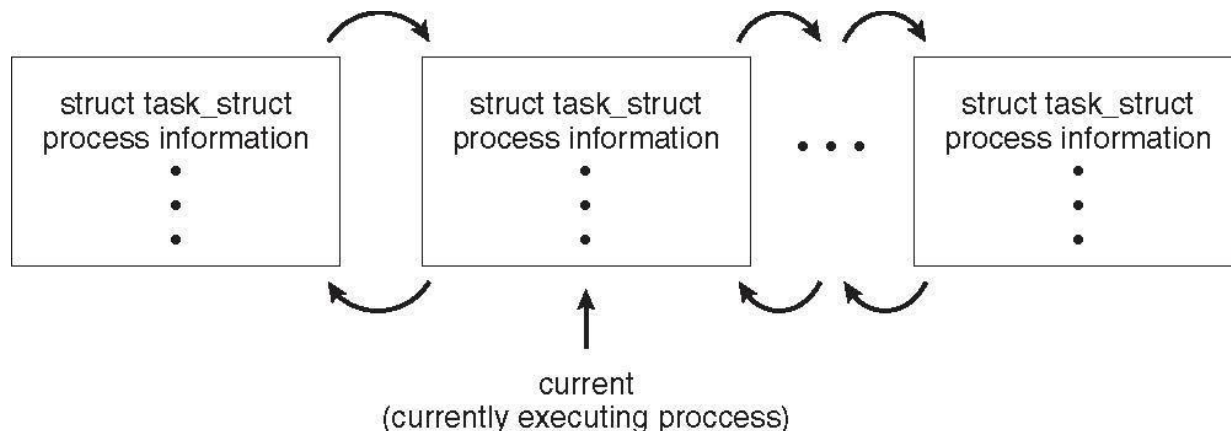 struct task_struct
process information
struct task_struct
process information
struct task_struct
process information
current
(currently executing proccess)